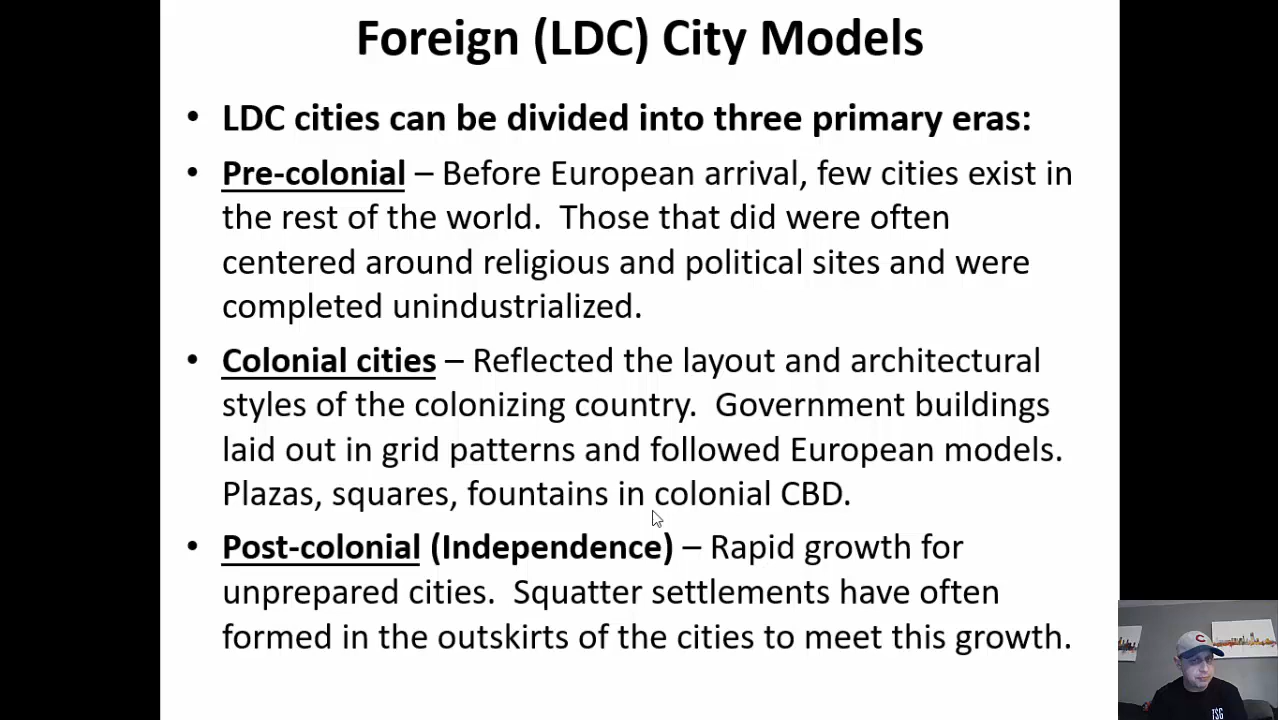 Foreign (LDC) City Models
• LDC cities can be divided into three primary eras:
• Pre-colonial – Before European arrival, few cities exist in
the rest of the world.  Those that did were often
centered around religious and political sites and were
completed unindustrialized.
• Colonial cities – Reflected the layout and architectural
styles of the colonizing country.  Government buildings
laid out in grid patterns and followed European models.
Plazas, squares, fountains in colonial CBD.
• Post-colonial (Independence) – Rapid growth for
unprepared cities.  Squatter settlements have often
formed in the outskirts of the cities to meet this growth.
C